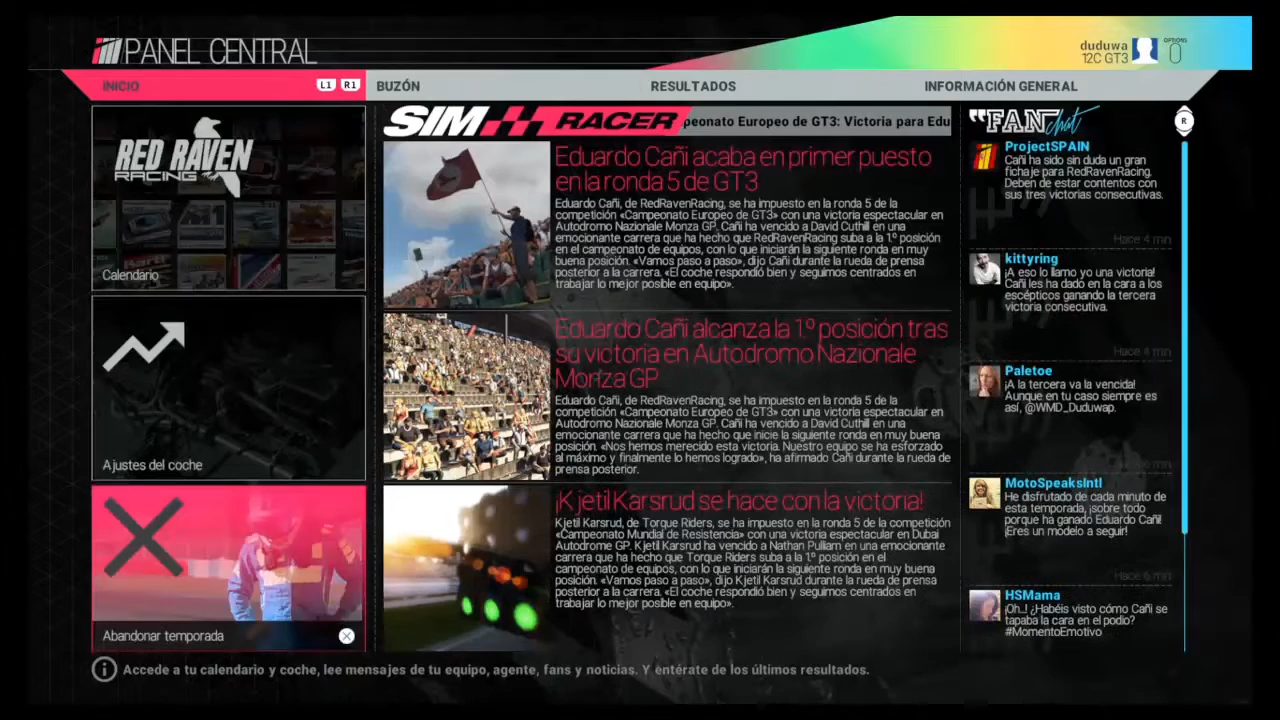 PANEL CENTRAL
duduwa
12C GT3
OPTIONS
INICIO
L1
R1
BUZÓN
RESULTADOS
INFORMACIÓN GENERAL
RED RAVEN
RACING
Calendario
Ajustes del coche
Abandonar temporada
SIM RACER
peonato Europeo de GT3: Victoria para Edu
Eduardo Cañi acaba en primer puesto
en la ronda 5 de GT3
Eduardo Cañi, de RedRavenRacing, se ha impuesto en la ronda 5 de la
competición «Campeonato Europeo de GT3» con una victoria espectacular en
Autodromo Nazionale Monza GP. Cañi ha vencido a David Cuthill en una
emocionante carrera que ha hecho que RedRavenRacing suba a la 1.º posición
en el campeonato de equipos, con lo que iniciarán la siguiente ronda en muy
buena posición. «Vamos paso a paso», dijo Cañi durante la rueda de prensa
posterior a la carrera. «El coche respondió bien y seguimos centrados en
trabajar lo mejor posible en equipo».
Eduardo Cañi alcanza la 1.º posición tras
su victoria en Autodromo Nazionale
Monza GP
Eduardo Cañi, de RedRavenRacing, se ha impuesto en la ronda 5 de la
competición «Campeonato Europeo de GT3» con una victoria espectacular en
Autodromo Nazionale Monza GP. Cañi ha vencido a David Cuthill en una
emocionante carrera que ha hecho que inicie la siguiente ronda en muy buena
posición. «Nos hemos merecido esta victoria. Nuestro equipo se ha esforzado
al máximo y finalmente lo hemos logrado», ha afirmado Cañi durante la rueda de
prensa posterior.
¡Kjetil Karsrud se hace con la victoria!
Kjetil Karsrud, de Torque Riders, se ha impuesto en la ronda 5 de la competición
«Campeonato Mundial de Resistencia» con una victoria espectacular en Dubai
Autodrome GP. Kjetil Karsrud ha vencido a Nathan Pullam en una emocionante
carrera que ha hecho que Torque Riders suba a la 1.º posición en el
campeonato de equipos, con lo que iniciarán la siguiente ronda en muy buena
posición. «Vamos paso a paso», dijo Kjetil Karsrud durante la rueda de prensa
posterior a la carrera. «El coche respondió bien y seguimos centrados en
trabajar lo mejor posible en equipo».
"FAN chat
R
ProjectSPAIN
Cañi ha sido sin duda un gran
fichaje para RedRavenRacing.
Deben de estar contentos con
sus tres victorias consecutivas.
Hace 4 min
kittyring
¡A eso lo llamo yo una victoria!
Cañi les ha dado en la cara a los
escépticos ganando la tercera
victoria consecutiva.
Hace 4 min
Paletoe
¡A la tercera va la vencida!
Aunque en tu caso siempre es
así, @WMD_Duduwap.
min
MotoSpeaksIntl
He disfrutado de cada minuto de
esta temporada, ¡sobre todo
porque ha ganado Eduardo Cañi!
¡Eres un modelo a seguir!
Hace 6 min
HSMama
¡Oh..! ¿Habéis visto cómo Cañi se
tapaba la cara en el podio?
#MomentoEmotivo
Accede a tu calendario y coche, lee mensajes de tu equipo, agente, fans y noticias. Y entérate de los últimos resultados.